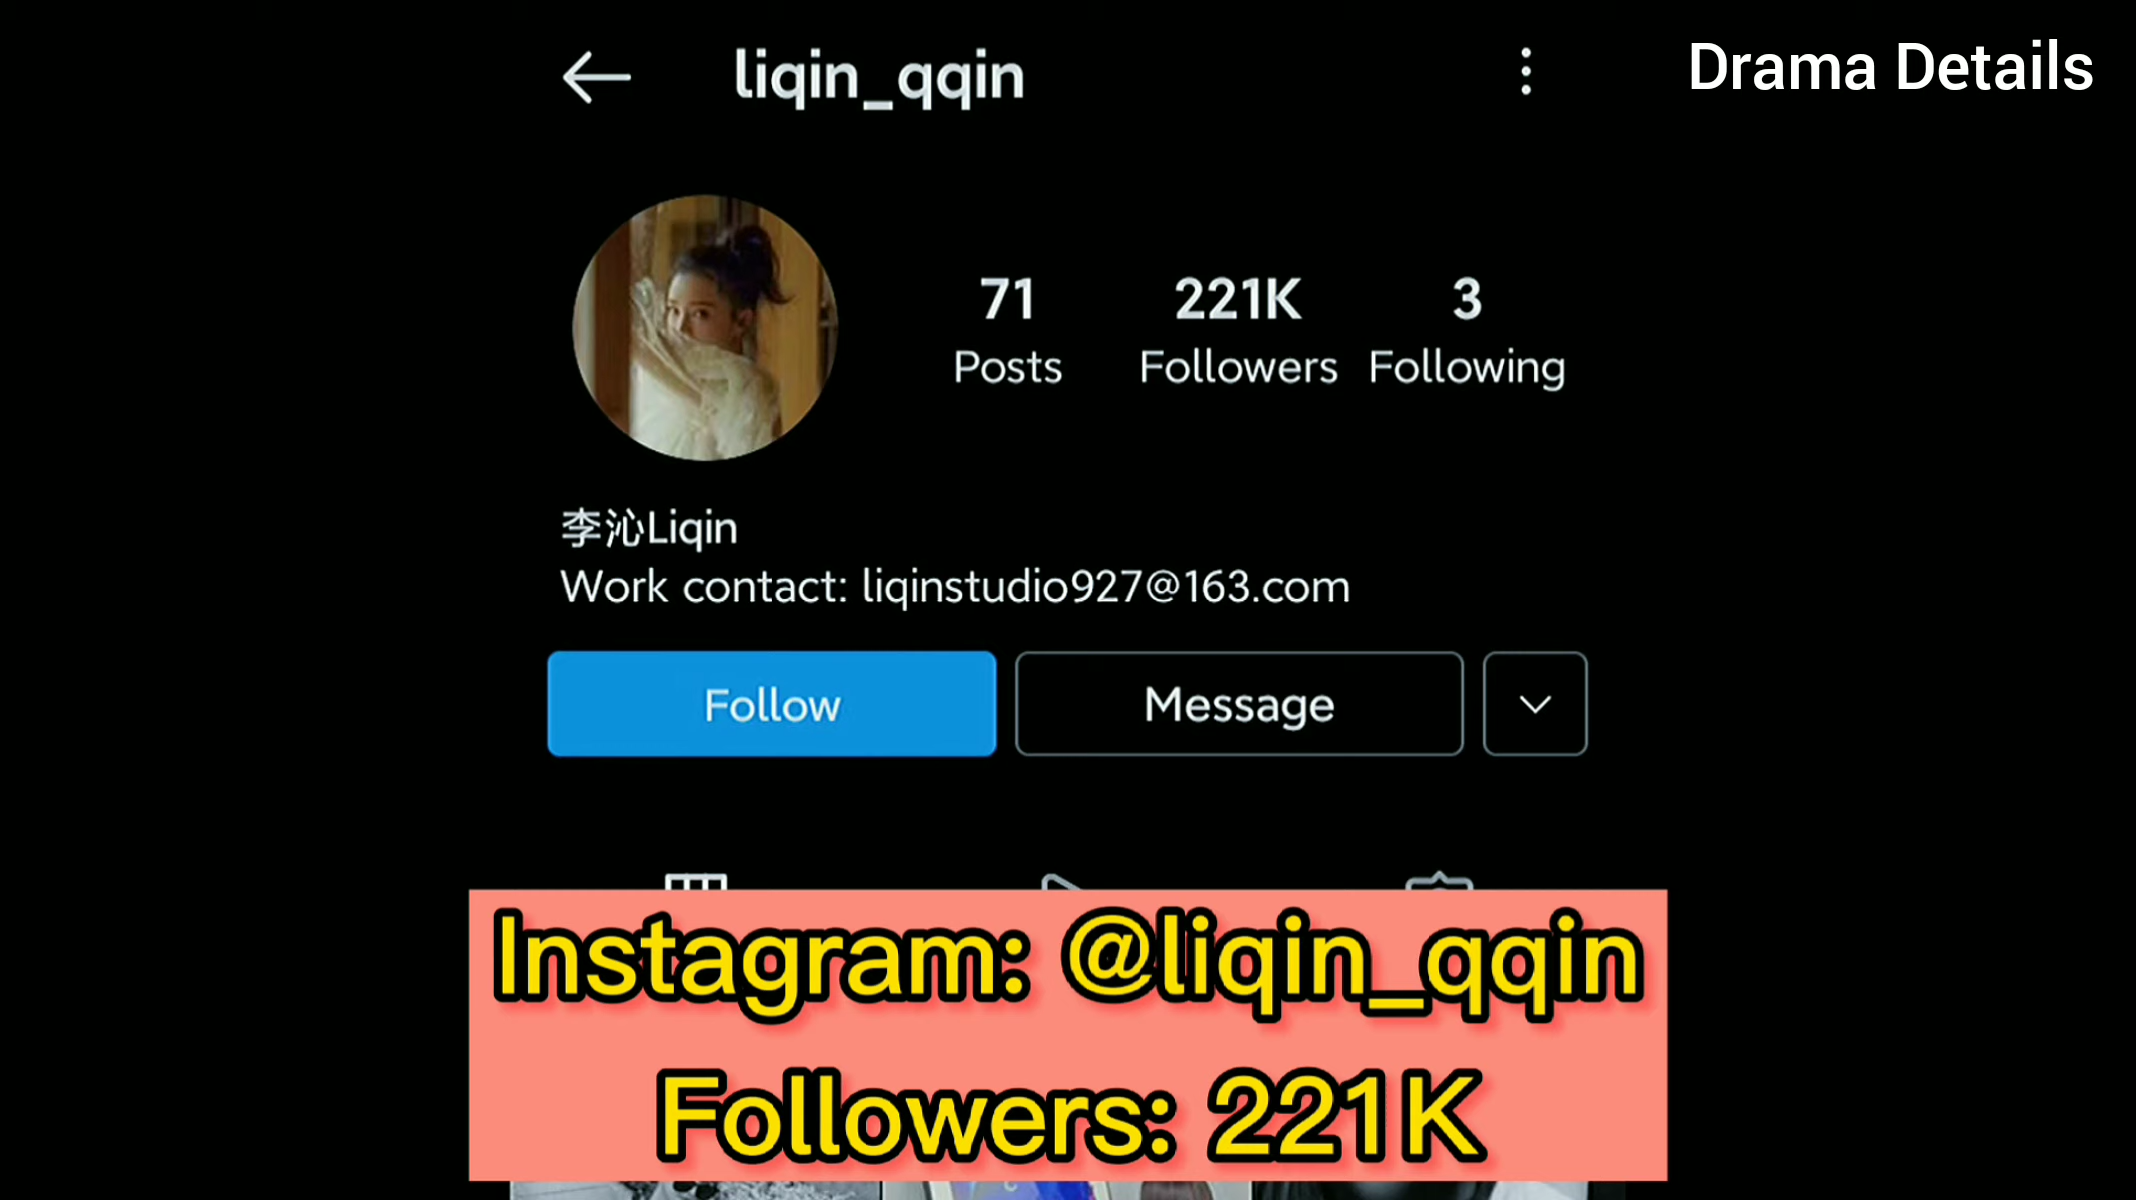 liqin_qqin
Drama Details
71 221K 3
Posts Followers Following
李沁Liqin
Work contact: liqinstudio927@163.com
Follow Message
Instagram: @liqin_qqin
Followers: 221K